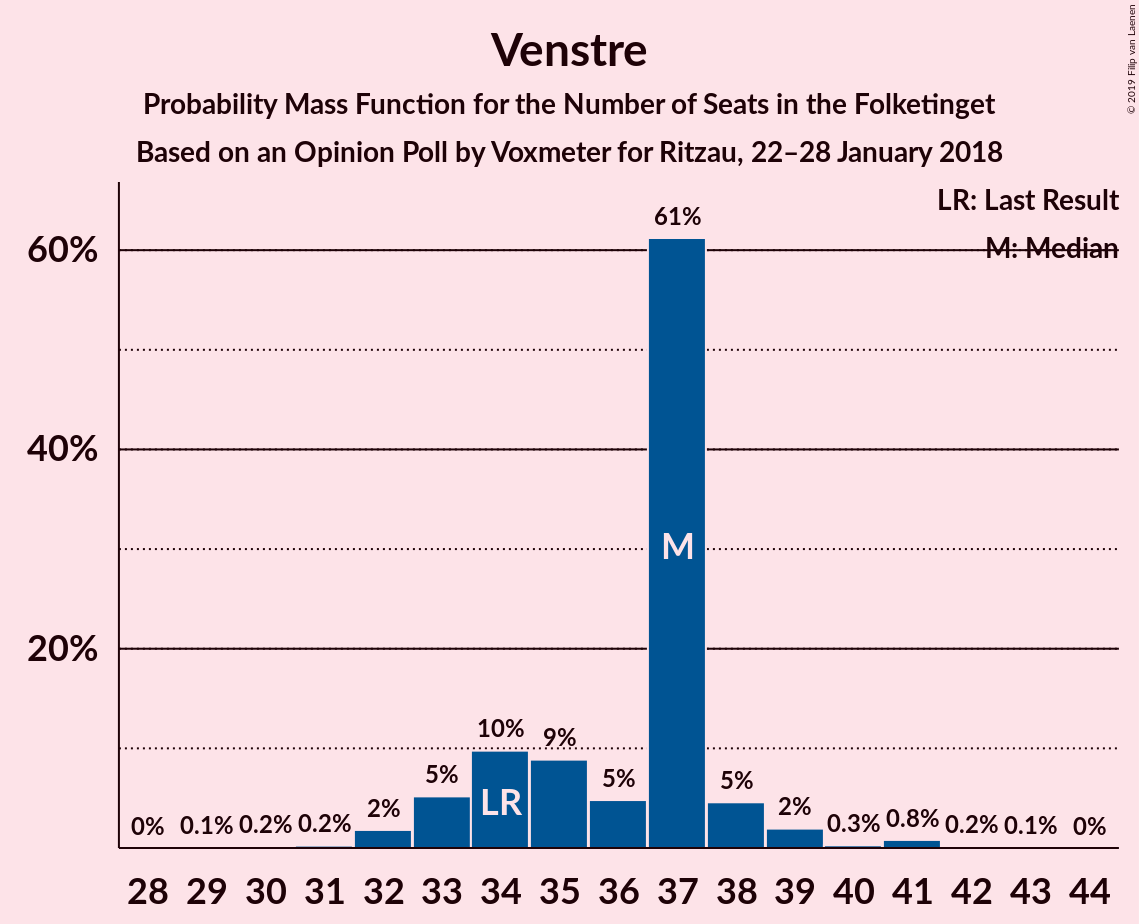 Venstre
Probability Mass Function for the Number of Seats in the Folketinget
Based on an Opinion Poll by Voxmeter for Ritzau, 22–28 January 2018
© 2019 Filip van Laenen
LR: Last Result
M: Median
60%
40%
20%
0% 0.1% 0.2% 0.2% 2% 5% 10% 9% 5% 61% 5% 2% 0.3% 0.8% 0.2% 0.1% 0%
LR
M
28 29 30 31 32 33 34 35 36 37 38 39 40 41 42 43 44